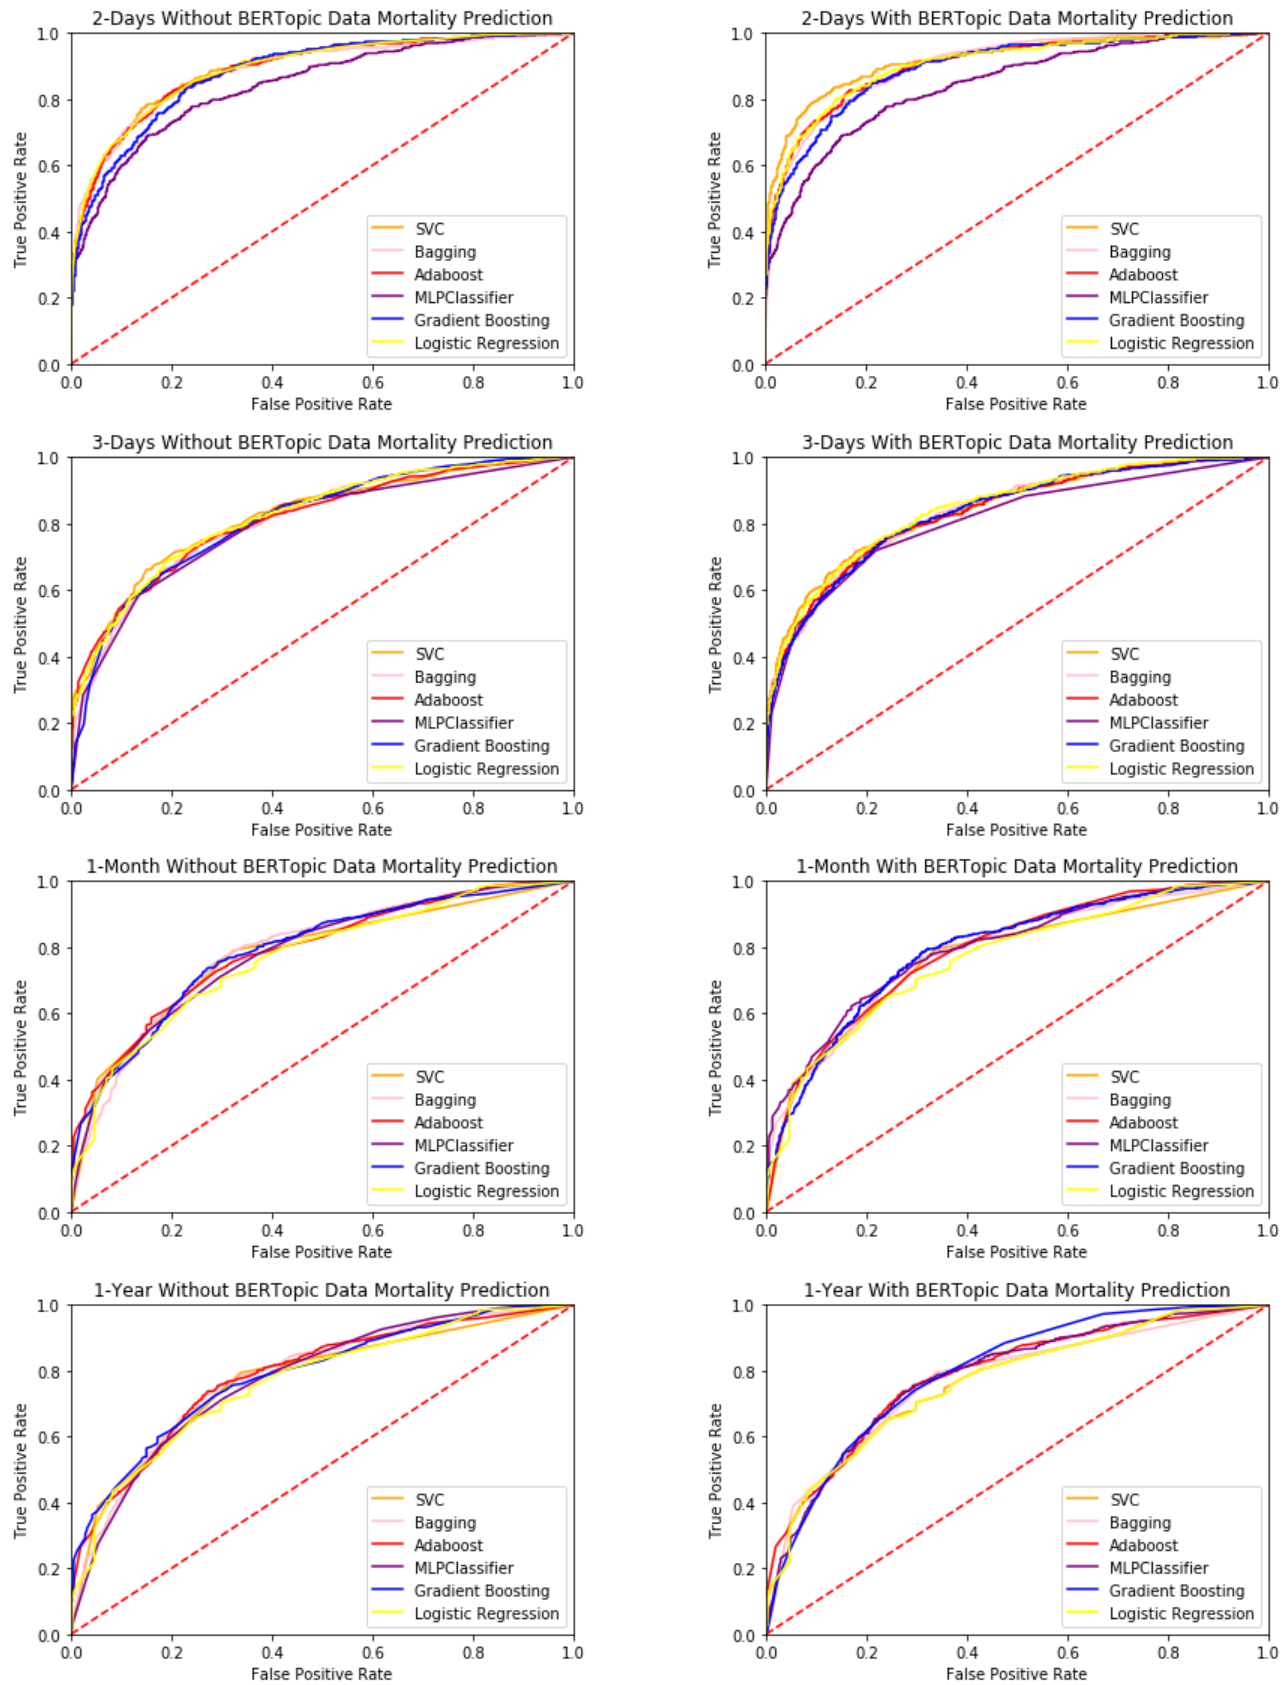 2-Days Without BERTopic Data Mortality Prediction
1.0
0.8
0.6
0.4
0.2
0.0
True Positive Rate
SVC
Bagging
Adaboost
MLPClassifier
Gradient Boosting
Logistic Regression
0.0 0.2 0.4 0.6 0.8 1.0
False Positive Rate
2-Days With BERTopic Data Mortality Prediction
1.0
0.8
0.6
0.4
0.2
0.0
True Positive Rate
SVC
Bagging
Adaboost
MLPClassifier
Gradient Boosting
Logistic Regression
0.0 0.2 0.4 0.6 0.8 1.0
False Positive Rate
3-Days Without BERTopic Data Mortality Prediction
1.0
0.8
0.6
0.4
0.2
0.0
True Positive Rate
SVC
Bagging
Adaboost
MLPClassifier
Gradient Boosting
Logistic Regression
0.0 0.2 0.4 0.6 0.8 1.0
False Positive Rate
3-Days With BERTopic Data Mortality Prediction
1.0
0.8
0.6
0.4
0.2
0.0
True Positive Rate
SVC
Bagging
Adaboost
MLPClassifier
Gradient Boosting
Logistic Regression
0.0 0.2 0.4 0.6 0.8 1.0
False Positive Rate
1-Month Without BERTopic Data Mortality Prediction
1.0
0.8
0.6
0.4
0.2
0.0
True Positive Rate
SVC
Bagging
Adaboost
MLPClassifier
Gradient Boosting
Logistic Regression
0.0 0.2 0.4 0.6 0.8 1.0
False Positive Rate
1-Month With BERTopic Data Mortality Prediction
1.0
0.8
0.6
0.4
0.2
0.0
True Positive Rate
SVC
Bagging
Adaboost
MLPClassifier
Gradient Boosting
Logistic Regression
0.0 0.2 0.4 0.6 0.8 1.0
False Positive Rate
1-Year Without BERTopic Data Mortality Prediction
1.0
0.8
0.6
0.4
0.2
0.0
True Positive Rate
SVC
Bagging
Adaboost
MLPClassifier
Gradient Boosting
Logistic Regression
0.0 0.2 0.4 0.6 0.8 1.0
False Positive Rate
1-Year With BERTopic Data Mortality Prediction
1.0
0.8
0.6
0.4
0.2
0.0
True Positive Rate
SVC
Bagging
Adaboost
MLPClassifier
Gradient Boosting
Logistic Regression
0.0 0.2 0.4 0.6 0.8 1.0
False Positive Rate